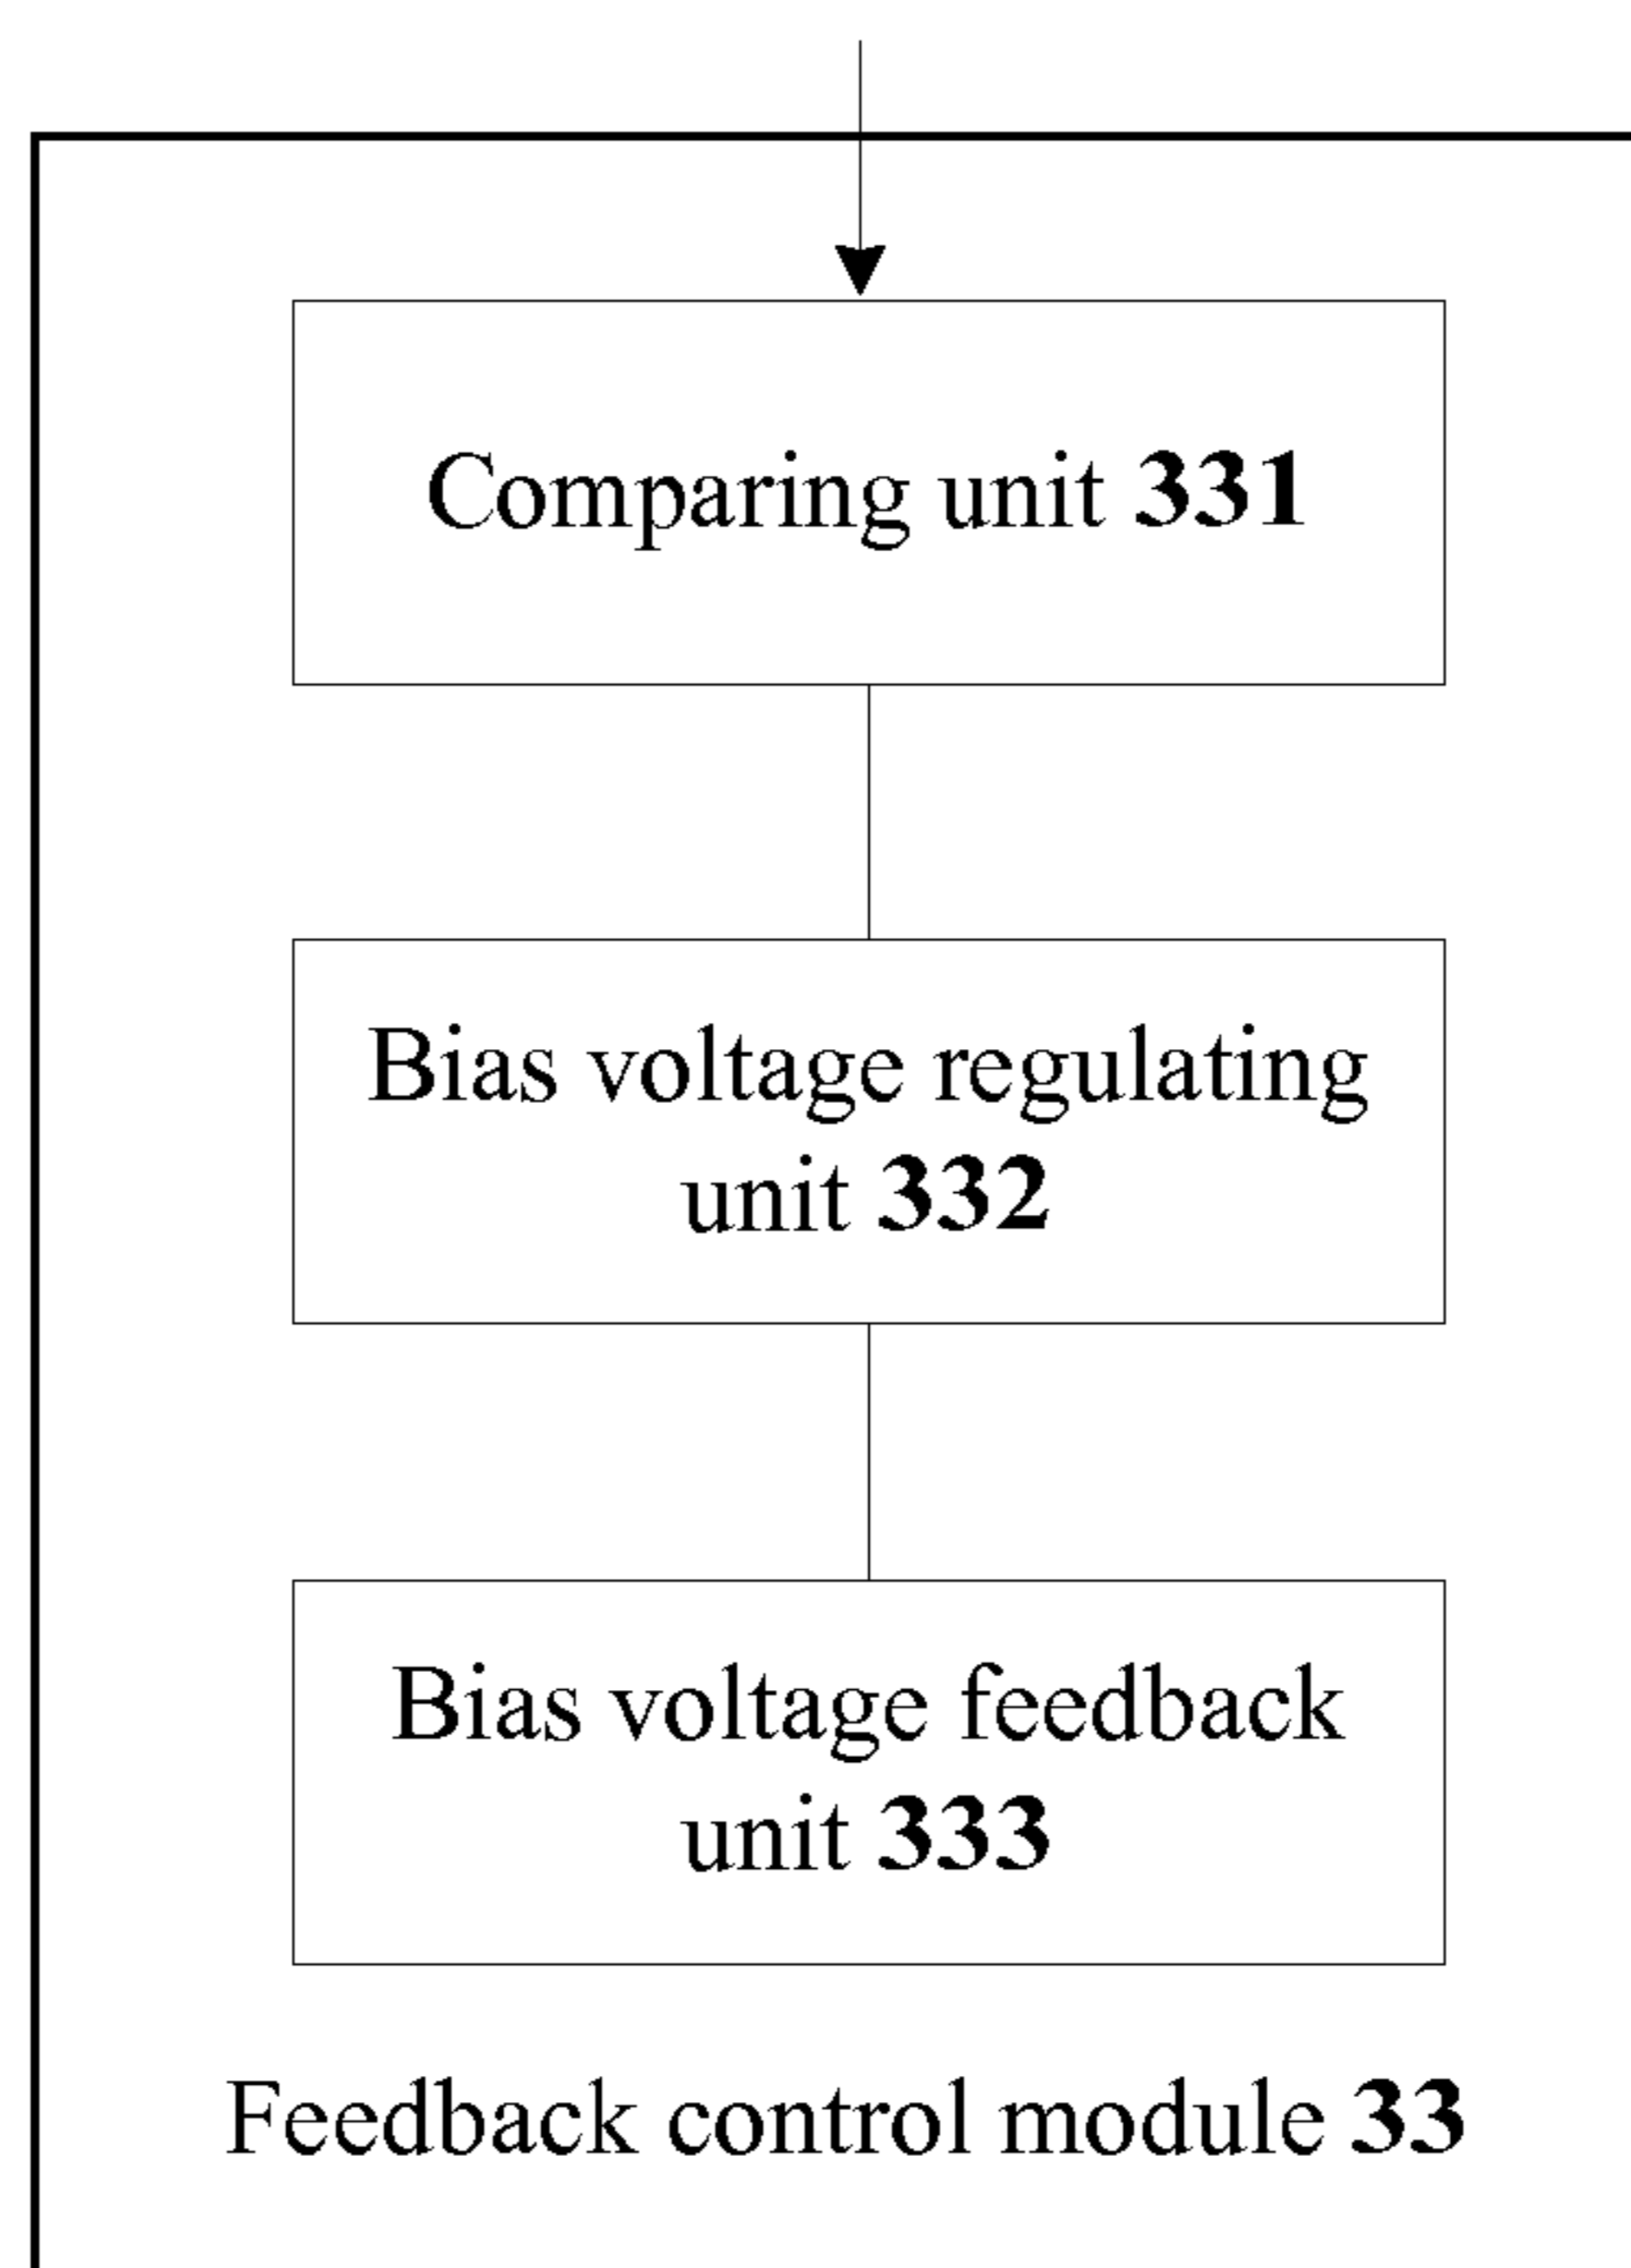 Comparing unit 331
Bias voltage regulating
unit 332
Bias voltage feedback
unit 333
Feedback control module 33